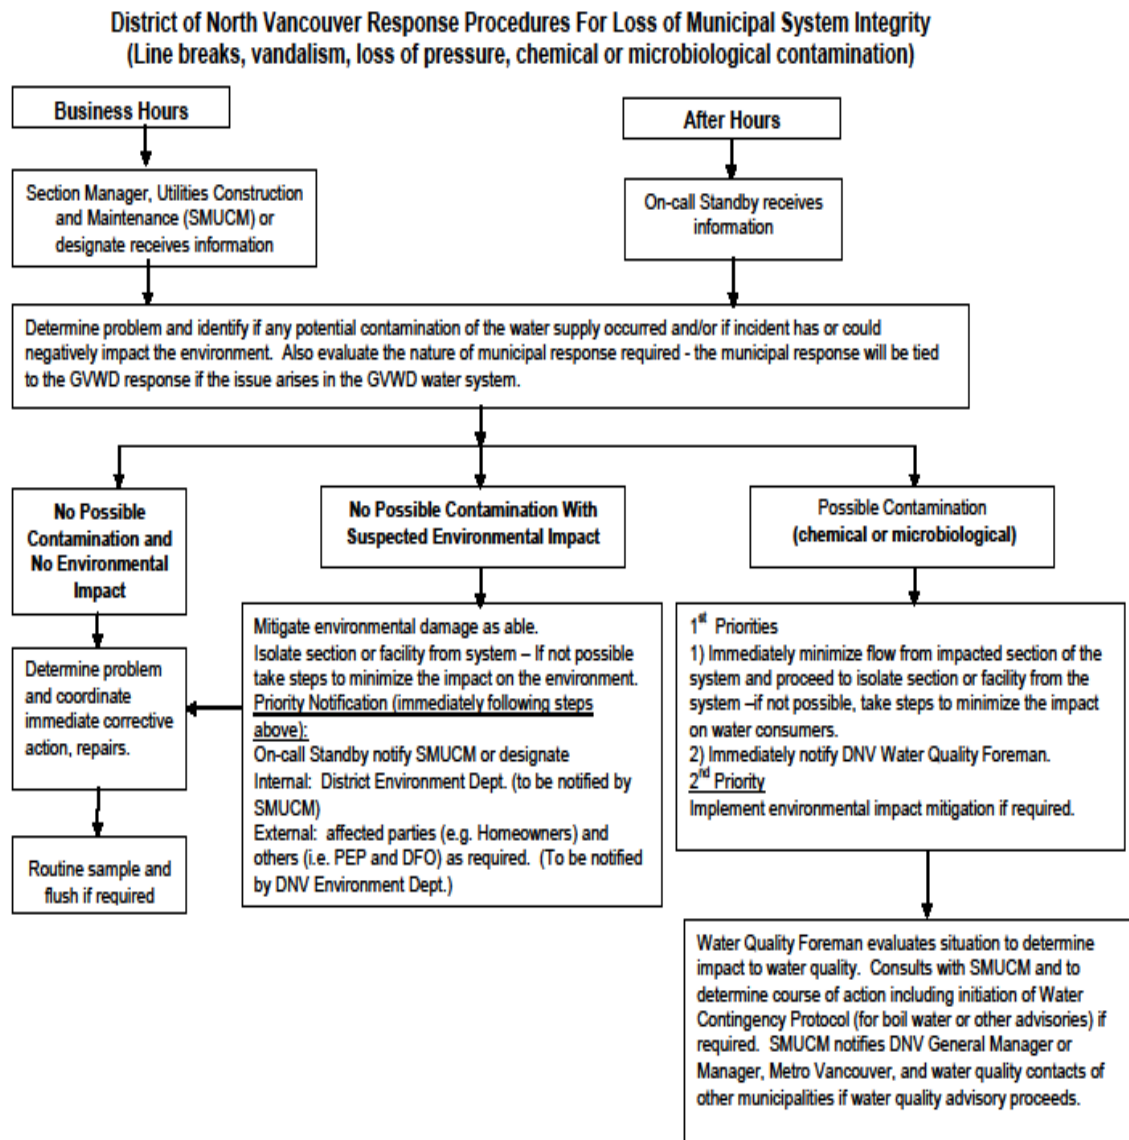 District of North Vancouver Response Procedures For Loss of Municipal System Integrity
(Line breaks, vandalism, loss of pressure, chemical or microbiological contamination)
Business Hours
After Hours
Section Manager, Utilities Construction
and Maintenance (SMUCM) or
designate receives information
On-call Standby receives
information
Determine problem and identify if any potential contamination of the water supply occurred and/or if incident has or could
negatively impact the environment. Also evaluate the nature of municipal response required - the municipal response will be tied
to the GVWD response if the issue arises in the GVWD water system.
No Possible
Contamination and
No Environmental
Impact
No Possible Contamination With
Suspected Environmental Impact
Possible Contamination
(chemical or microbiological)
Determine problem
and coordinate
immediate corrective
action, repairs.
Routine sample and
flush if required
Mitigate environmental damage as able.
Isolate section or facility from system – If not possible
take steps to minimize the impact on the environment.
Priority Notification (immediately following steps
above):
On-call Standby notify SMUCM or designate
Internal: District Environment Dept. (to be notified by
SMUCM)
External: affected parties (e.g. Homeowners) and
others (i.e. PEP and DFO) as required. (To be notified
by DNV Environment Dept.)
1st Priorities
1) Immediately minimize flow from impacted section of the
system and proceed to isolate section or facility from the
system –if not possible, take steps to minimize the impact
on water consumers.
2) Immediately notify DNV Water Quality Foreman.
2nd Priority
Implement environmental impact mitigation if required.
Water Quality Foreman evaluates situation to determine
impact to water quality. Consults with SMUCM and to
determine course of action including initiation of Water
Contingency Protocol (for boil water or other advisories) if
required. SMUCM notifies DNV General Manager or
Manager, Metro Vancouver, and water quality contacts of
other municipalities if water quality advisory proceeds.